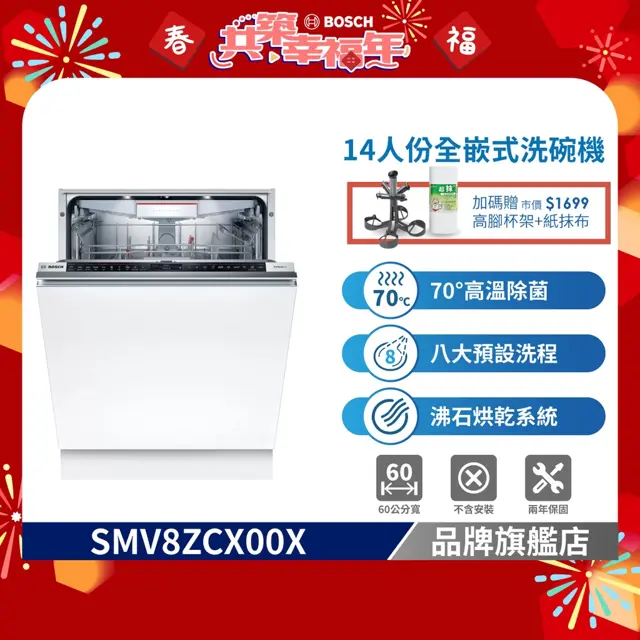 春
BOSCH
共築幸福年
福
14人份全嵌式洗碗機
加碼贈 市價 $1699
高腳杯架+紙抹布
BOSCH
70°C
70°高溫除菌
8
八大預設洗程
沸石烘乾系統
60
60公分寬
不含安裝
兩年保固
SMV8ZCX00X
品牌旗艦店